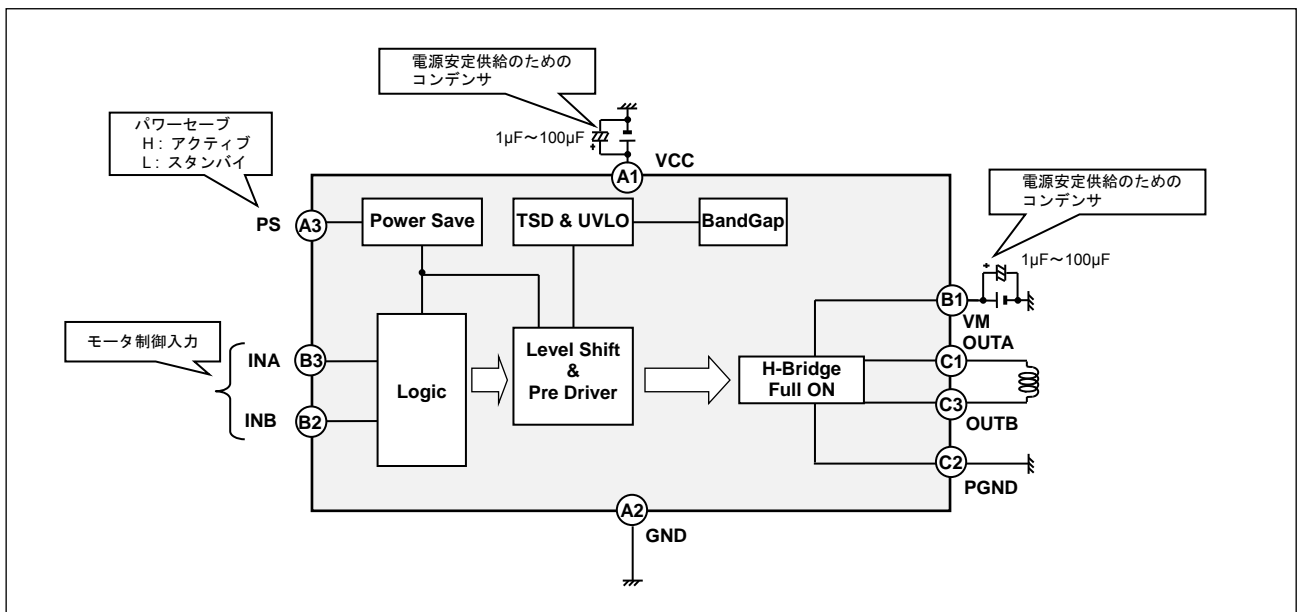 電源安定供給のための
コンデンサ
パワーセーブ
H : アクティブ
L : スタンバイ
1µF～100µF
VCC
A1
電源安定供給のための
コンデンサ
PS
A3
Power Save
TSD & UVLO
BandGap
1µF～100µF
B1
VM
モータ制御入力
INA
B3
INB
B2
Logic
Level Shift
&
Pre Driver
H-Bridge
Full ON
OUTA
C1
C3
OUTB
C2
PGND
A2
GND